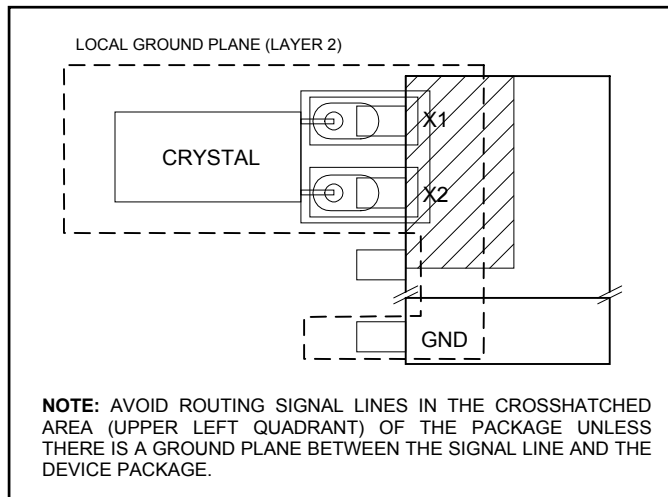 LOCAL GROUND PLANE (LAYER 2)
X1
CRYSTAL
X2
GND
NOTE: AVOID ROUTING SIGNAL LINES IN THE CROSSHATCHED
AREA (UPPER LEFT QUADRANT) OF THE PACKAGE UNLESS
THERE IS A GROUND PLANE BETWEEN THE SIGNAL LINE AND THE
DEVICE PACKAGE.